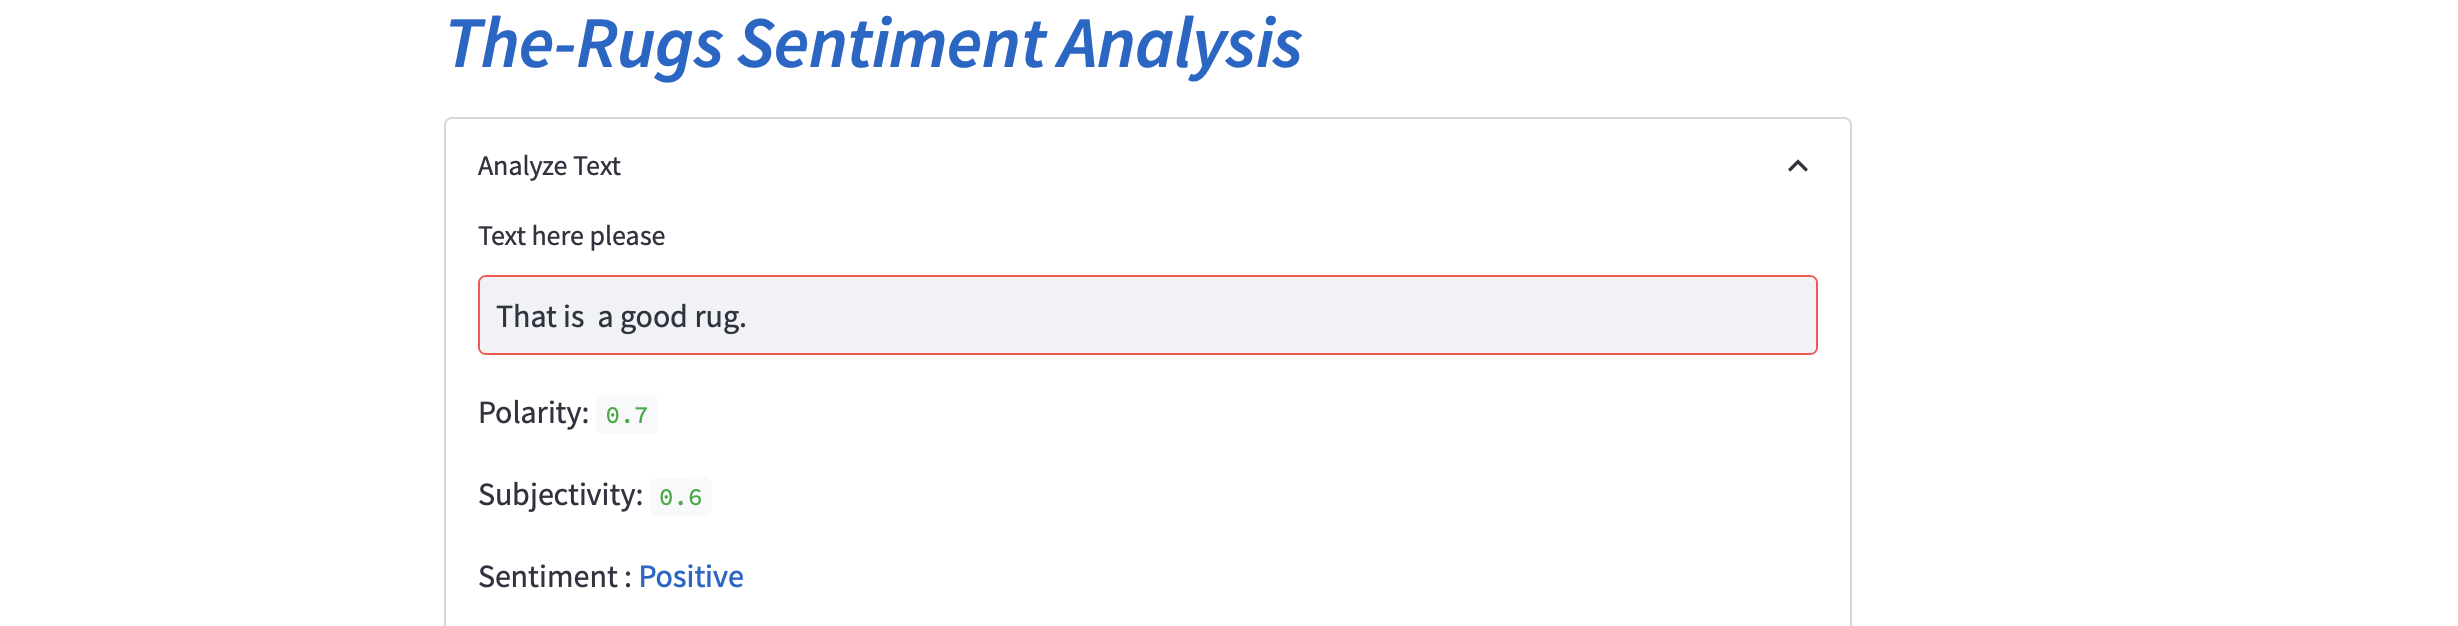 The-Rugs Sentiment Analysis
Analyze Text
Text here please
That is  a good rug.
Polarity: 0.7
Subjectivity: 0.6
Sentiment : Positive